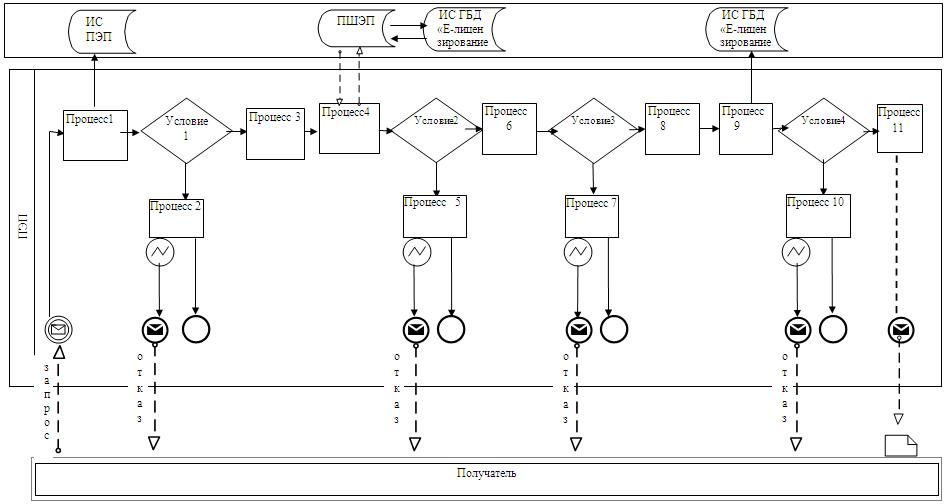 ИС
ПЭП
ПШЭП
ИС ГБД
«Е-лицен
зирование
ИС ГБД
«Е-лицен
зирование
Процесс1
Условие
1
Процесс 3
Процесс4
Условие2
Процесс
6
Условие3
Процесс
8
Процесс
9
Условие4
Процесс
11
Процесс 2
Процесс 5
Процесс 7
Процесс 10
запрос
отказ
отказ
отказ
отказ
Получатель